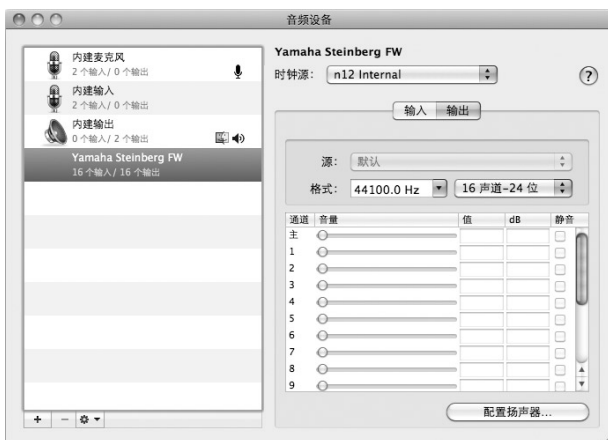 音频设备
内建麦克风
2 个输入/ 0 个输出
内建输入
2 个输入/ 0 个输出
内建输出
0 个输入/ 2 个输出
Yamaha Steinberg FW
16 个输入/ 16 个输出
+ −
Yamaha Steinberg FW
时钟源: n12 Internal
?
输入 输出
源: 默认
格式: 44100.0 Hz 16 声道-24 位
通道 音量 值 dB 静音
主
1
2
3
4
5
6
7
8
9
配置扬声器...